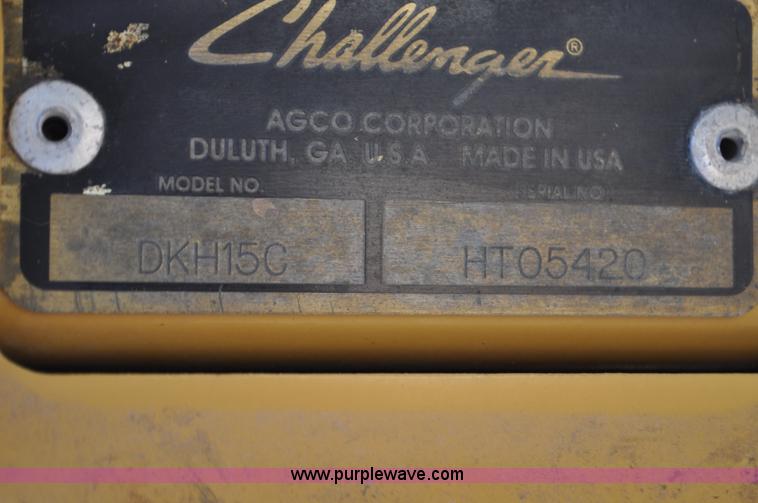 Challenger®
AGCO CORPORATION
DULUTH, GA U.S.A MADE IN USA
MODEL NO. SERIAL NO
DKH15C HT05420
www.purplewave.com